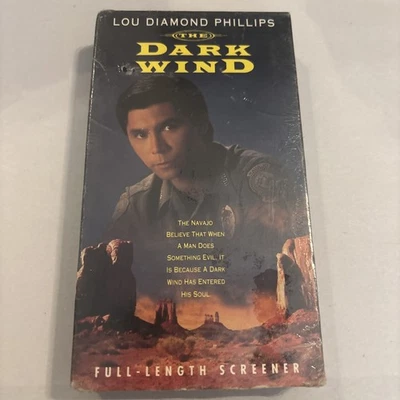 LOU DIAMOND PHILLIPS
THE
DARK
WIND
THE NAVAJO
BELIEVE THAT WHEN
A MAN DOES
SOMETHING EVIL, IT
IS BECAUSE A DARK
WIND HAS ENTERED
HIS SOUL.
FULL-LENGTH SCREENER